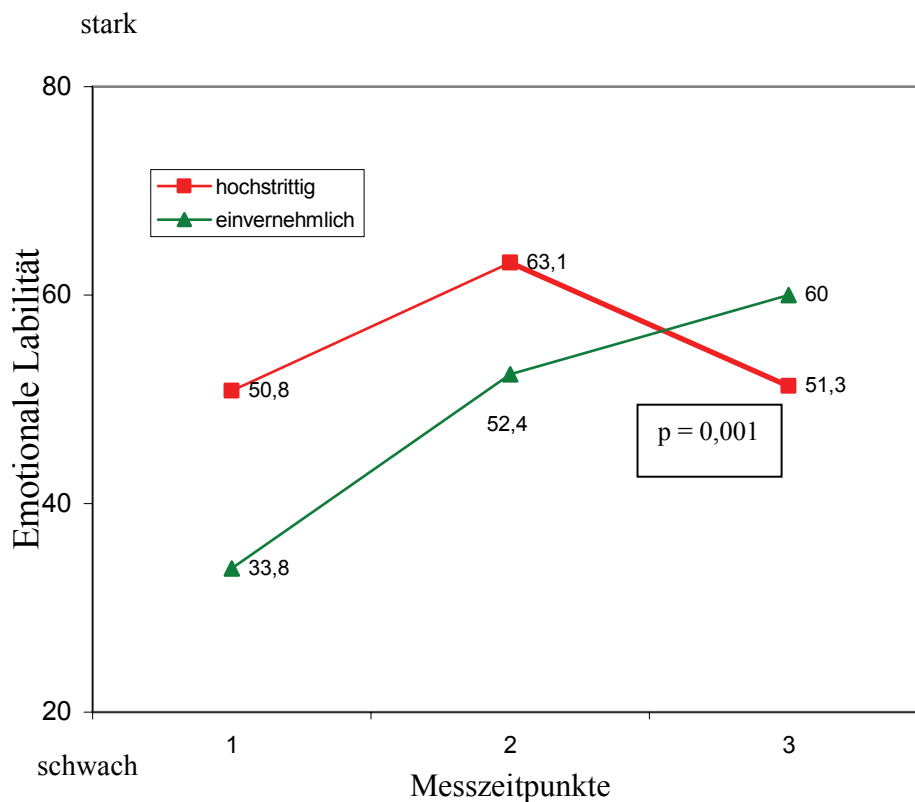 stark
80
hochstrittig
einvernehmlich
63,1
Emotionale Labilität
60
60
50,8
51,3
52,4
p = 0,001
40
33,8
20
1 2 3
schwach
Messzeitpunkte